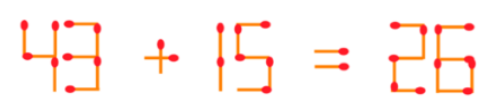 43 + 15 = 26